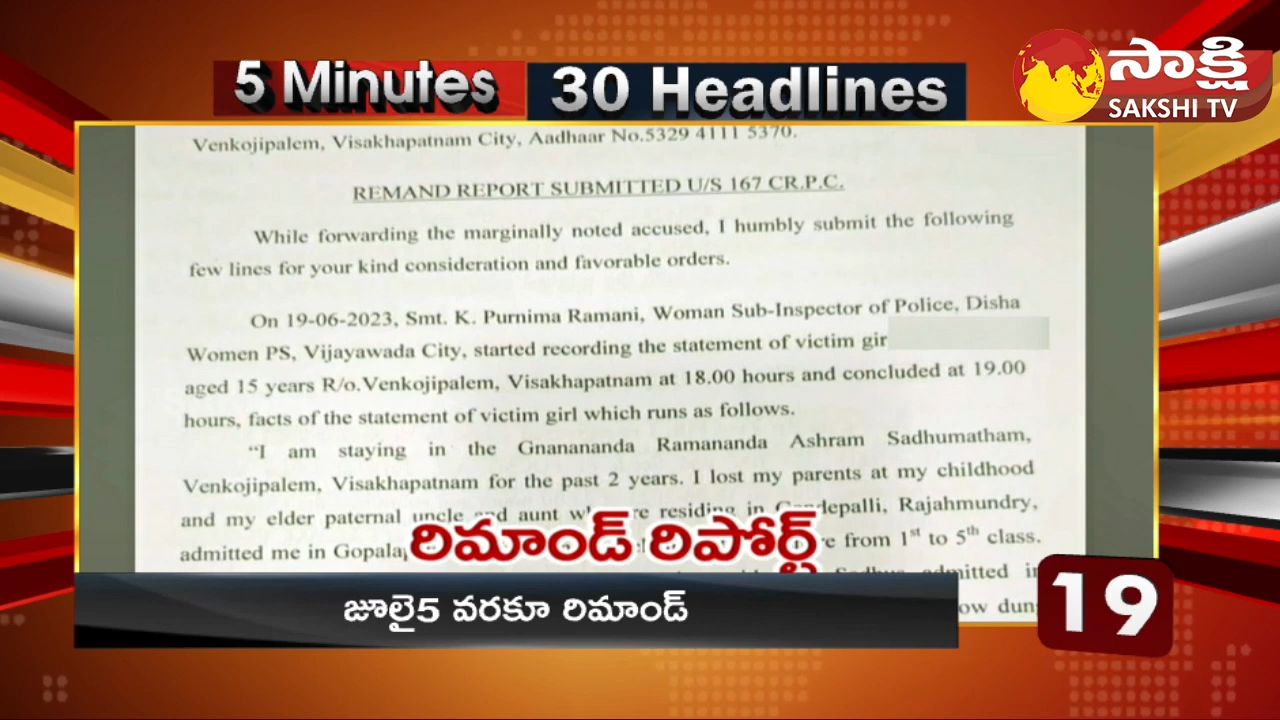 5 Minutes 30 Headlines
సాక్షి
SAKSHI TV
Venkojipalem, Visakhapatnam City, Aadhaar No.5329 4111 5370.
REMAND REPORT SUBMITTED U/S 167 CR.P.C.
While forwarding the marginally noted accused, I humbly submit the following
few lines for your kind consideration and favorable orders.
On 19-06-2023, Smt. K. Purnima Ramani, Woman Sub-Inspector of Police, Disha
Women PS, Vijayawada City, started recording the statement of victim gir
aged 15 years R/o.Venkojipalem, Visakhapatnam at 18.00 hours and concluded at 19.00
hours, facts of the statement of victim girl which runs as follows.
“I am staying in the Gnanananda Ramananda Ashram Sadhumatham,
Venkojipalem, Visakhapatnam for the past 2 years. I lost my parents at my childhood
and my elder paternal uncle and aunt residing in Rajahmundry,
admitted me in from 1st to 5th class.
admitted in
రిమాండ్ రిపోర్ట్
జూలై5 వరకూ రిమాండ్
19